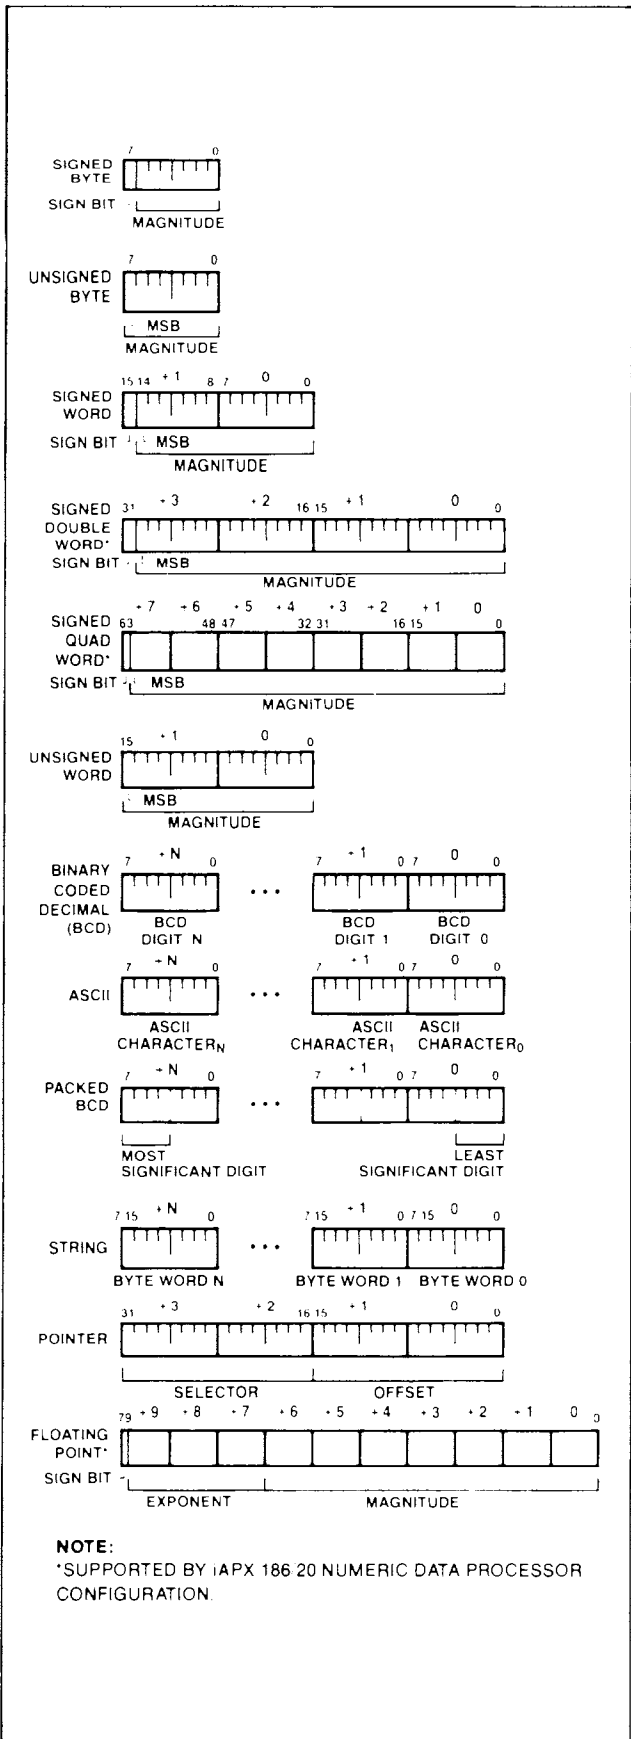 7 0
SIGNED
BYTE
SIGN BIT
MAGNITUDE
7 0
UNSIGNED
BYTE
MSB
MAGNITUDE
15 14 +1 8 7 0 0
SIGNED
WORD
SIGN BIT MSB
MAGNITUDE
SIGNED 31 +3 +2 16 15 +1 0 0
DOUBLE
WORD*
SIGN BIT MSB
MAGNITUDE
+7 +6 +5 +4 +3 +2 +1 0
SIGNED 63 48 47 32 31 16 15 0
QUAD
WORD*
SIGN BIT MSB
MAGNITUDE
15 +1 0 0
UNSIGNED
WORD
MSB
MAGNITUDE
7 +N 0 7 +1 0 7 0 0
BINARY
CODED ...
DECIMAL
(BCD)
BCD BCD BCD
DIGIT N DIGIT 1 DIGIT 0
7 +N 0 7 +1 0 7 0 0
ASCII ...
ASCII ASCII ASCII
CHARACTERN CHARACTER1 CHARACTER0
7 +N 0 7 +1 0 7 0 0
PACKED
BCD ...
MOST LEAST
SIGNIFICANT DIGIT SIGNIFICANT DIGIT
7 15 +N 0 7 15 +1 0 7 15 0 0
STRING ...
BYTE WORD N BYTE WORD 1 BYTE WORD 0
31 +3 +2 16 15 +1 0 0
POINTER
SELECTOR OFFSET
79 +9 +8 +7 +6 +5 +4 +3 +2 +1 0 0
FLOATING
POINT*
SIGN BIT
EXPONENT MAGNITUDE
NOTE:
*SUPPORTED BY iAPX 186/20 NUMERIC DATA PROCESSOR
CONFIGURATION.